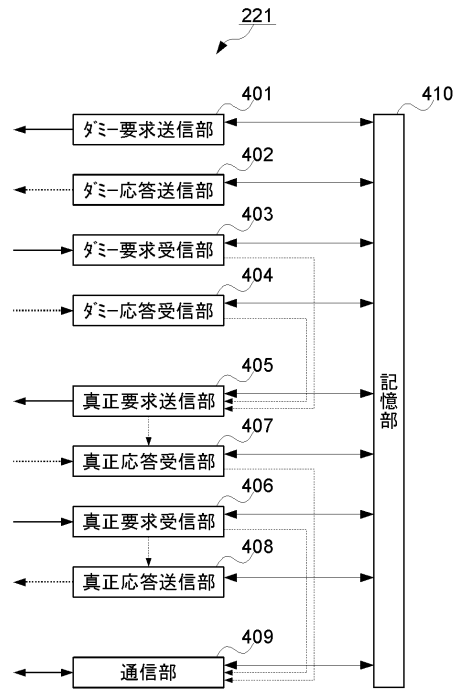 221
401
410
ﾀﾞﾐｰ要求送信部
402
ﾀﾞﾐｰ応答送信部
403
ﾀﾞﾐｰ要求受信部
404
ﾀﾞﾐｰ応答受信部
405
真正要求送信部
記憶部
407
真正応答受信部
406
真正要求受信部
408
真正応答送信部
409
通信部